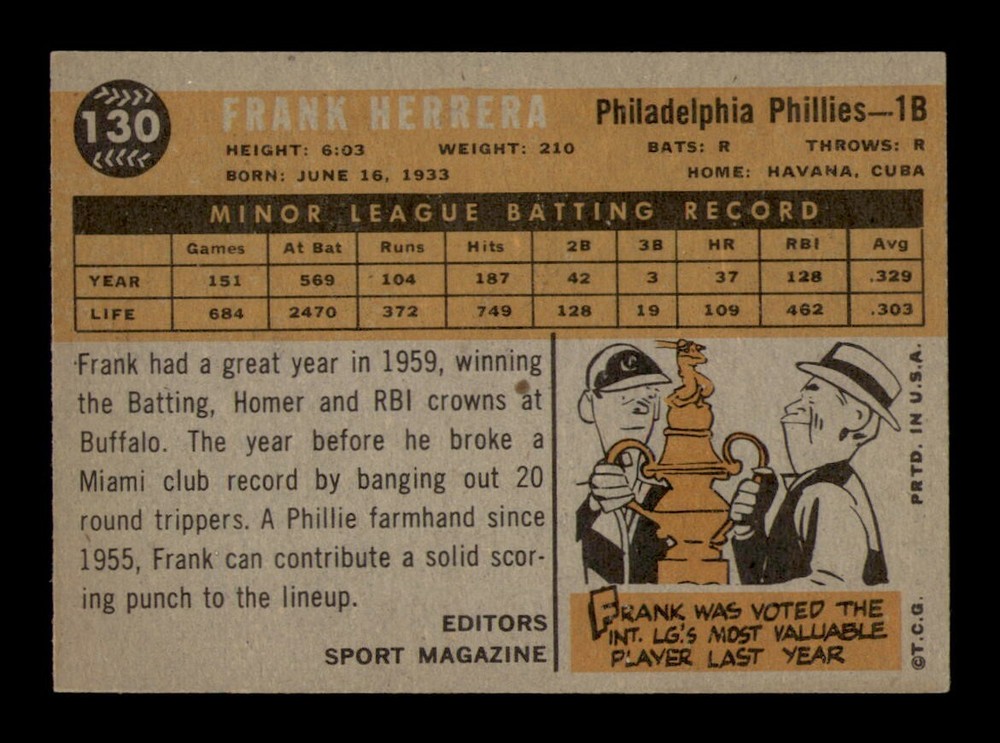 130
FRANK HERRERA
Philadelphia Phillies—1B
HEIGHT: 6:03 WEIGHT: 210 BATS: R THROWS: R
BORN: JUNE 16, 1933 HOME: HAVANA, CUBA
MINOR LEAGUE BATTING RECORD
Games At Bat Runs Hits 2B 3B HR RBI Avg
YEAR 151 569 104 187 42 3 37 128 .329
LIFE 684 2470 372 749 128 19 109 462 .303
Frank had a great year in 1959, winning
the Batting, Homer and RBI crowns at
Buffalo. The year before he broke a
Miami club record by banging out 20
round trippers. A Phillie farmhand since
1955, Frank can contribute a solid scor-
ing punch to the lineup.
EDITORS
SPORT MAGAZINE
C
FRANK WAS VOTED THE
INT. LG.'S MOST VALUABLE
PLAYER LAST YEAR
©T.C.G. PRTD. IN U.S.A.